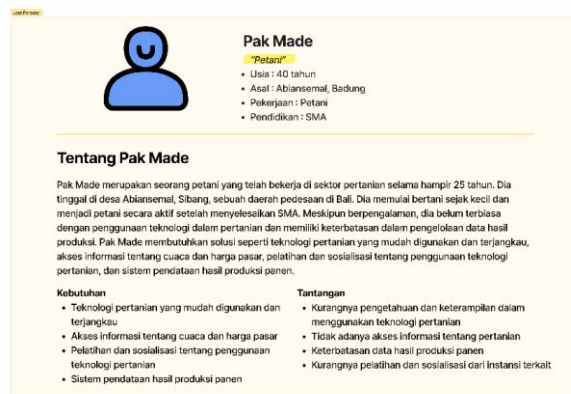 User Persona
Pak Made
"Petani"
• Usia : 40 tahun
• Asal : Abiansemal, Badung
• Pekerjaan : Petani
• Pendidikan : SMA
Tentang Pak Made
Pak Made merupakan seorang petani yang telah bekerja di sektor pertanian selama hampir 25 tahun. Dia
tinggal di desa Abiansemal, Sibang, sebuah daerah pedesaan di Bali. Dia memulai bertani sejak kecil dan
menjadi petani secara aktif setelah menyelesaikan SMA. Meskipun berpengalaman, dia belum terbiasa
dengan penggunaan teknologi dalam pertanian dan memiliki keterbatasan dalam pengelolaan data hasil
produksi. Pak Made membutuhkan solusi seperti teknologi pertanian yang mudah digunakan dan terjangkau,
akses informasi tentang cuaca dan harga pasar, pelatihan dan sosialisasi tentang penggunaan teknologi
pertanian, dan sistem pendataan hasil produksi panen.
Kebutuhan
• Teknologi pertanian yang mudah digunakan dan
terjangkau
• Akses informasi tentang cuaca dan harga pasar
• Pelatihan dan sosialisasi tentang penggunaan
teknologi pertanian
• Sistem pendataan hasil produksi panen
Tantangan
• Kurangnya pengetahuan dan keterampilan dalam
menggunakan teknologi pertanian
• Tidak adanya akses informasi tentang pertanian
• Keterbatasan data hasil produksi panen
• Kurangnya pelatihan dan sosialisasi dari instansi terkait